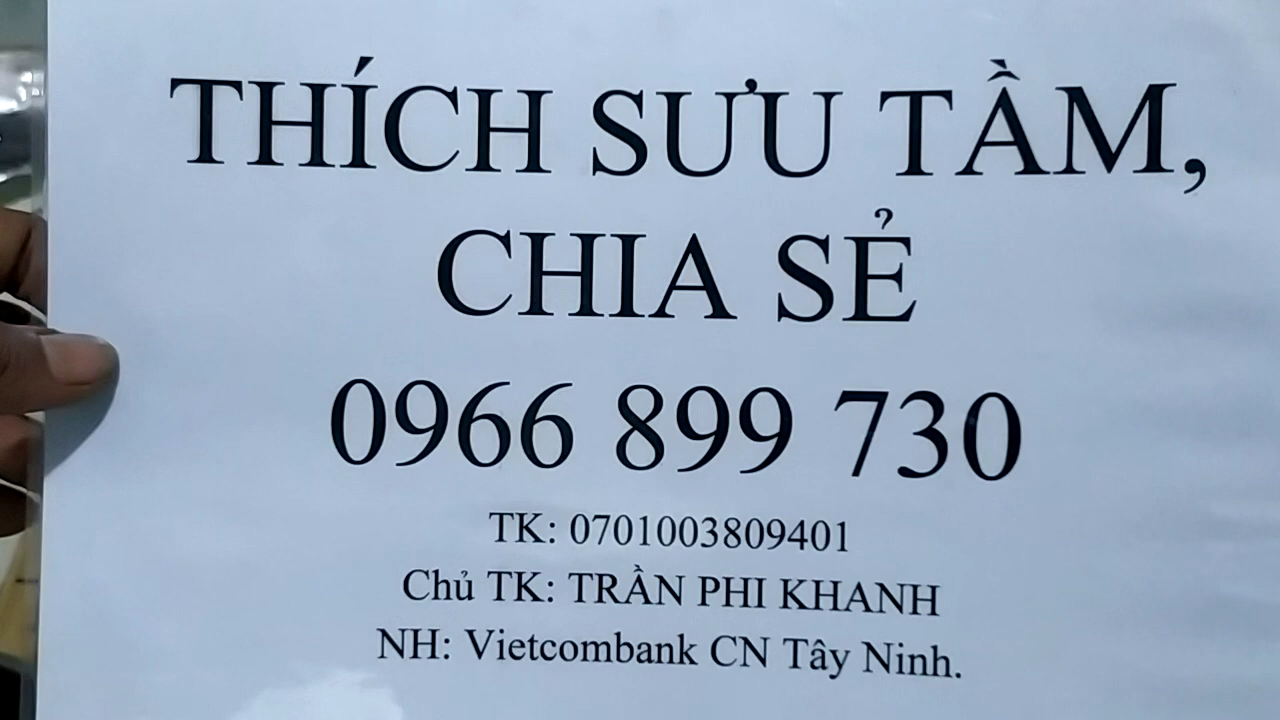 THÍCH SƯU TẦM,
CHIA SẺ
0966 899 730
TK: 0701003809401
Chủ TK: TRẦN PHI KHANH
NH: Vietcombank CN Tây Ninh.